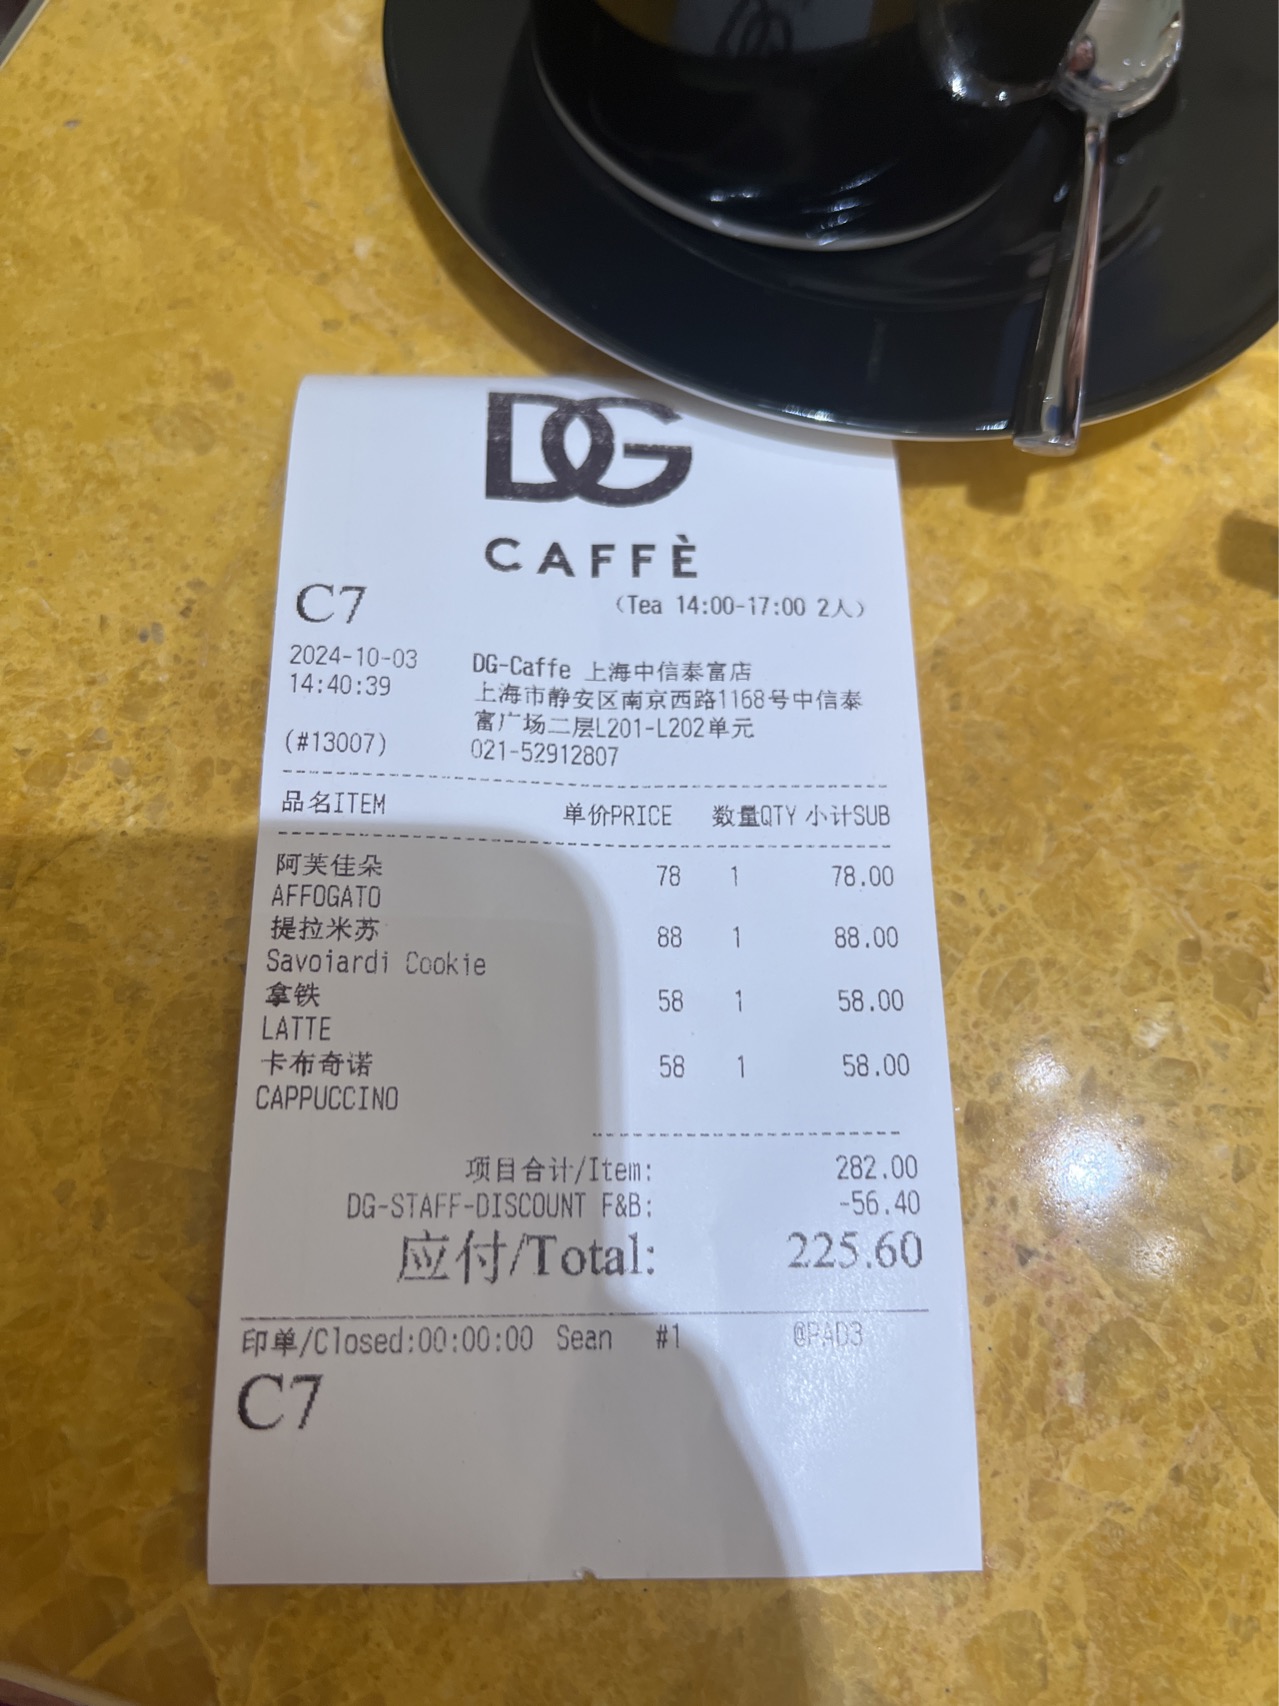 DG
CAFFÈ
C7
(Tea 14:00-17:00 2人)
2024-10-03
14:40:39
(#13007)
DG-Caffe 上海中信泰富店
上海市静安区南京西路1168号中信泰
富广场二层L201-L202单元
021-52912807
品名ITEM 单价PRICE 数量QTY 小计SUB
阿芙佳朵 78 1 78.00
AFFOGATO
提拉米苏 88 1 88.00
Savoiardi Cookie
拿铁 58 1 58.00
LATTE
卡布奇诺 58 1 58.00
CAPPUCCINO
项目合计/Item: 282.00
DG-STAFF-DISCOUNT F&B: -56.40
应付/Total: 225.60
印单/Closed:00:00:00 Sean #1 @PAD3
C7